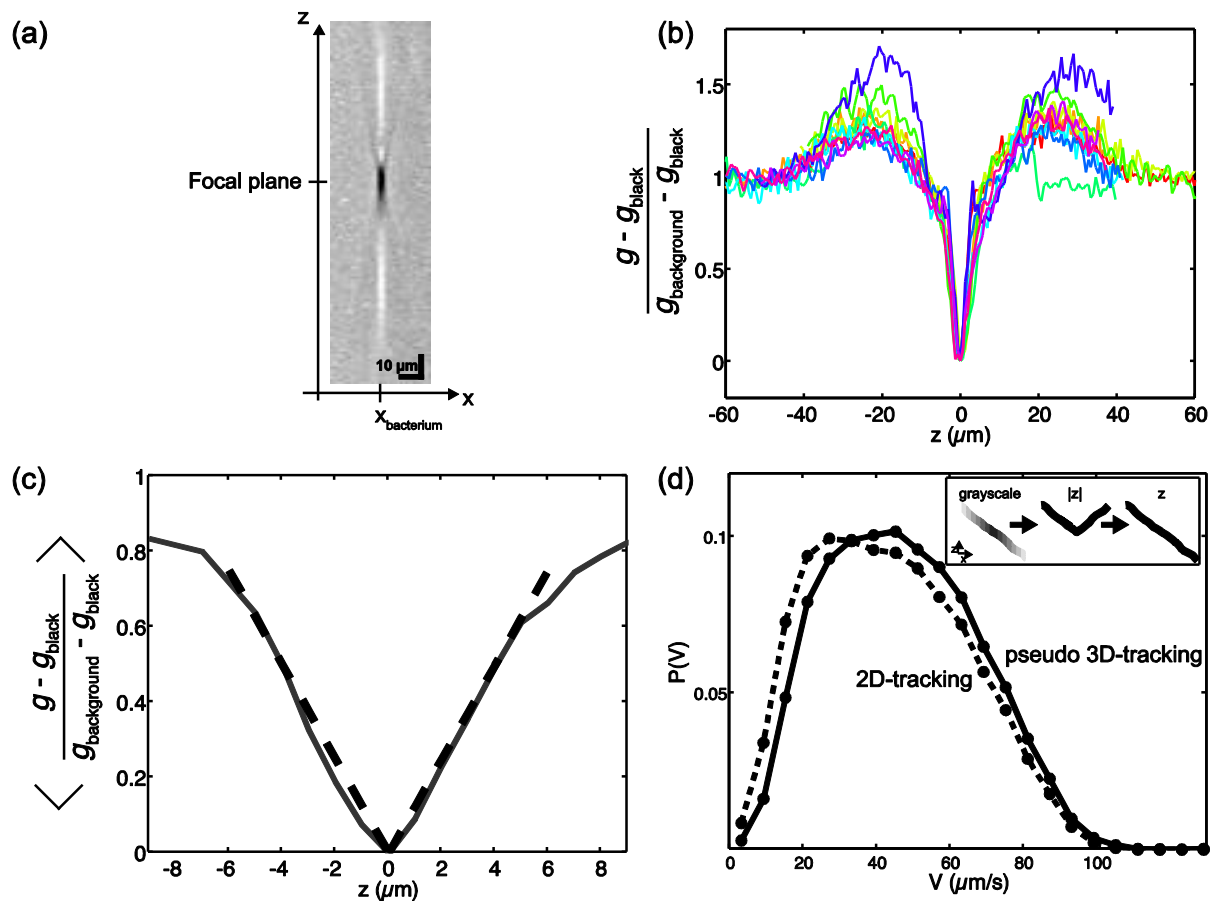 (a)
z
Focal plane
10 µm
x
x_bacterium
(b)
g - g_black
g_background - g_black
1.5
1
0.5
0
-60 -40 -20 0 20 40 60
z (µm)
(c)
< g - g_black >
g_background - g_black
1
0.8
0.6
0.4
0.2
0
-8 -6 -4 -2 0 2 4 6 8
z (µm)
(d)
grayscale |z| z
z
x
0.1
0.05
P(V)
pseudo 3D-tracking
2D-tracking
0 20 40 60 80 100
V (µm/s)